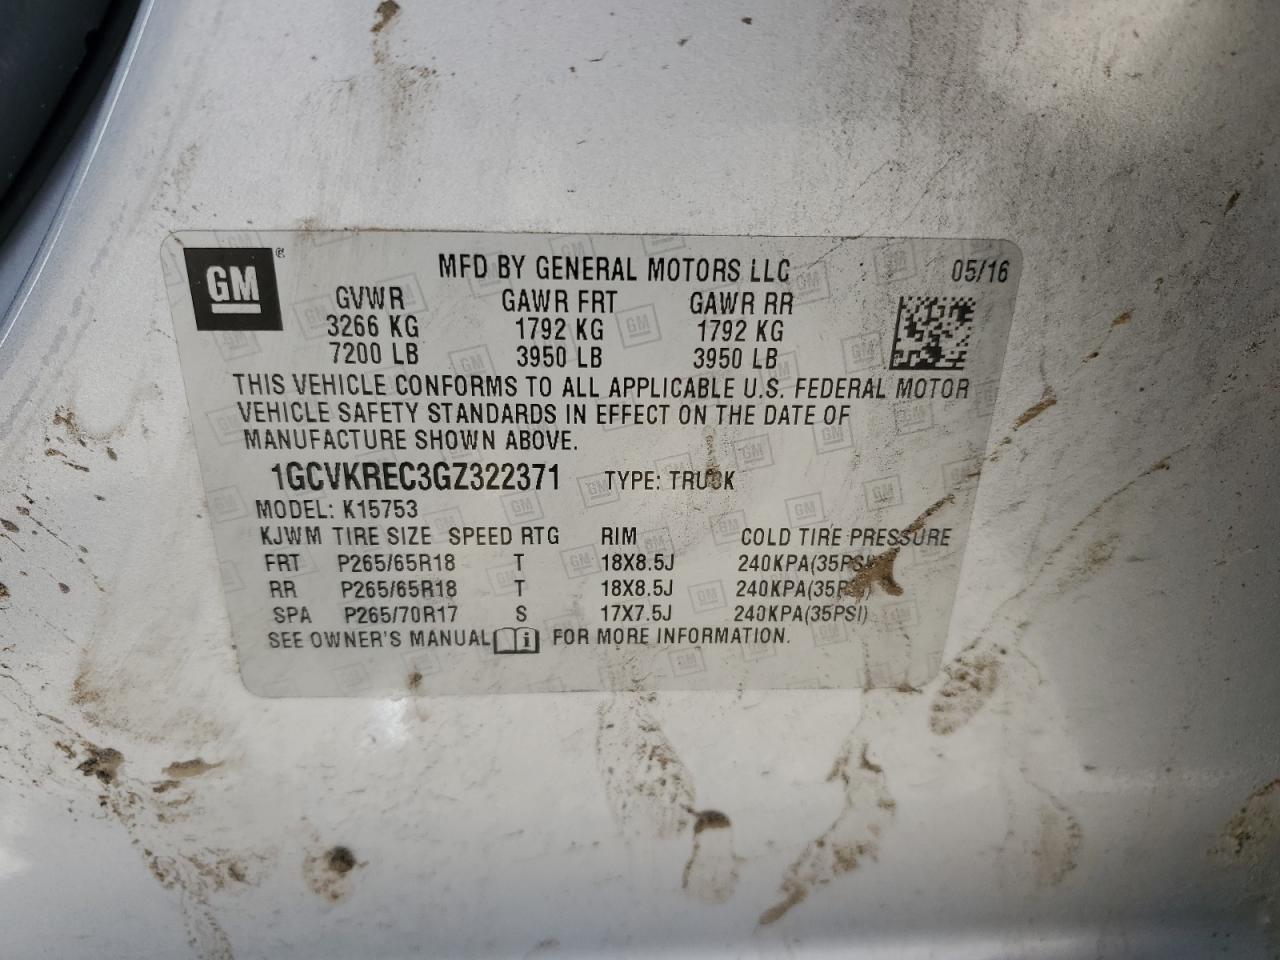 GM®
MFD BY GENERAL MOTORS LLC 05/16
GVWR GAWR FRT GAWR RR
3266 KG 1792 KG 1792 KG
7200 LB 3950 LB 3950 LB
THIS VEHICLE CONFORMS TO ALL APPLICABLE U.S. FEDERAL MOTOR
VEHICLE SAFETY STANDARDS IN EFFECT ON THE DATE OF
MANUFACTURE SHOWN ABOVE.
1GCVKREC3GZ322371 TYPE: TRUCK
MODEL: K15753
KJWM TIRE SIZE SPEED RTG RIM COLD TIRE PRESSURE
FRT P265/65R18 T 18X8.5J 240KPA(35PSI)
RR P265/65R18 T 18X8.5J 240KPA(35PSI)
SPA P265/70R17 S 17X7.5J 240KPA(35PSI)
SEE OWNER'S MANUAL i FOR MORE INFORMATION.